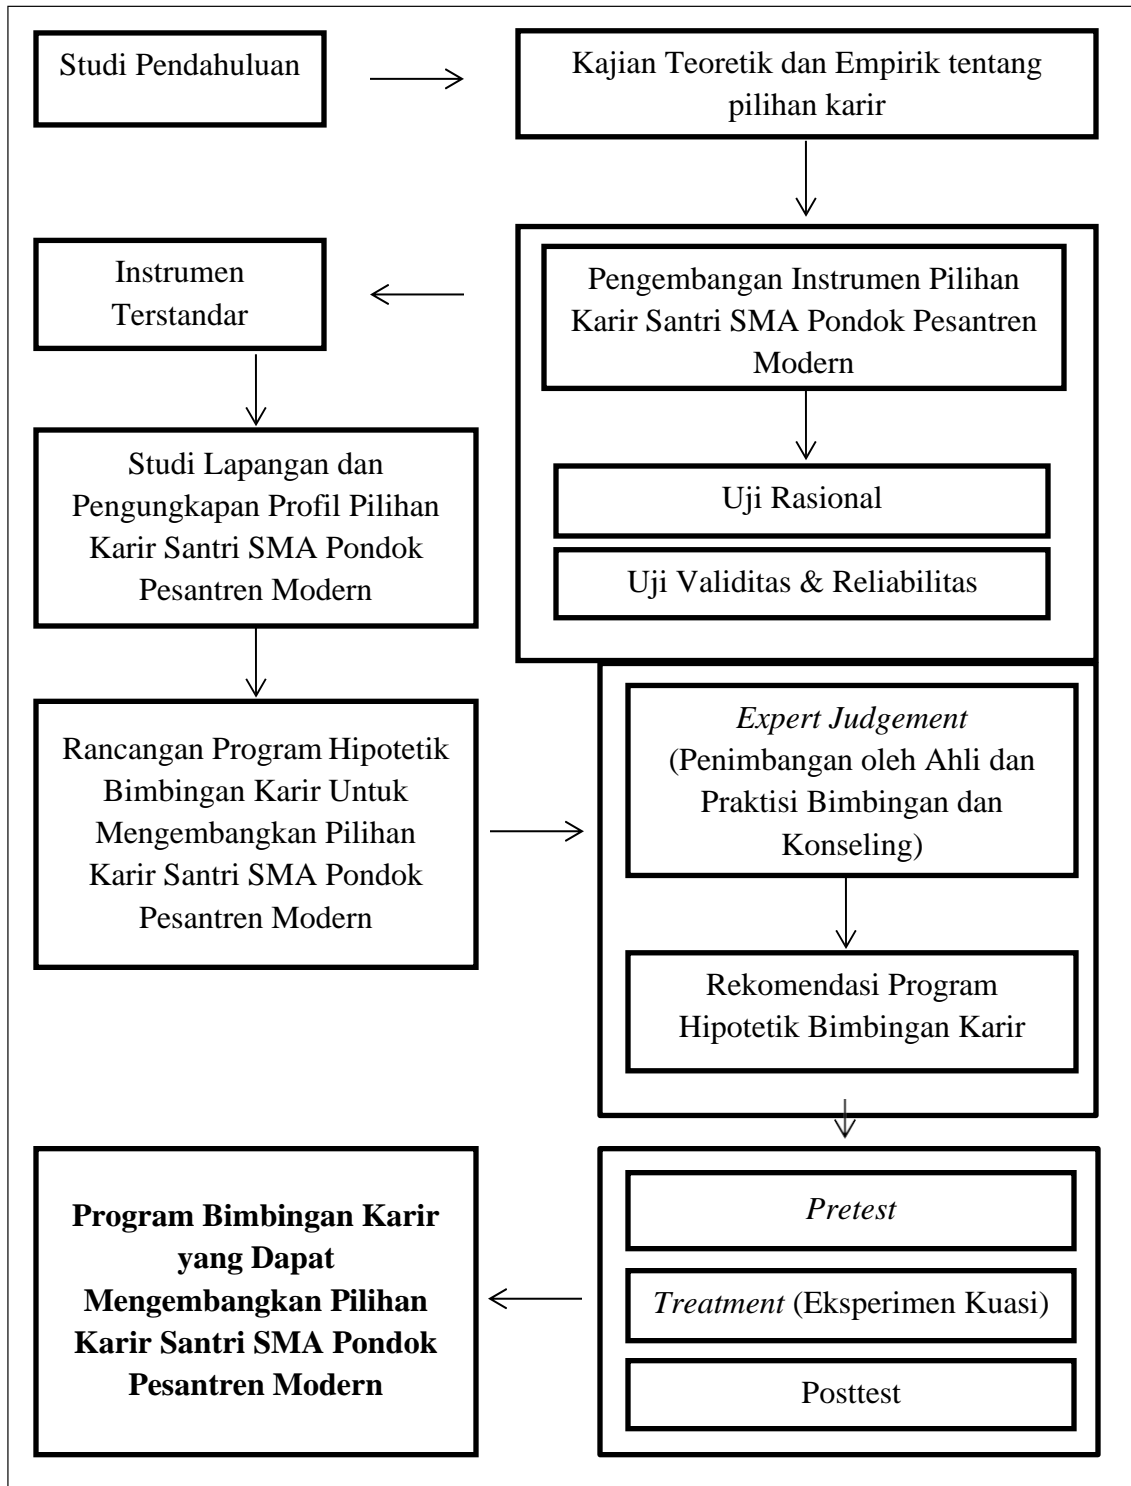 Studi Pendahuluan
Kajian Teoretik dan Empirik tentang
pilihan karir
Pengembangan Instrumen Pilihan
Karir Santri SMA Pondok Pesantren
Modern
Uji Rasional
Uji Validitas & Reliabilitas
Instrumen
Terstandar
Studi Lapangan dan
Pengungkapan Profil Pilihan
Karir Santri SMA Pondok
Pesantren Modern
Rancangan Program Hipotetik
Bimbingan Karir Untuk
Mengembangkan Pilihan
Karir Santri SMA Pondok
Pesantren Modern
Expert Judgement
(Penimbangan oleh Ahli dan
Praktisi Bimbingan dan
Konseling)
Rekomendasi Program
Hipotetik Bimbingan Karir
Pretest
Treatment (Eksperimen Kuasi)
Posttest
Program Bimbingan Karir
yang Dapat
Mengembangkan Pilihan
Karir Santri SMA Pondok
Pesantren Modern